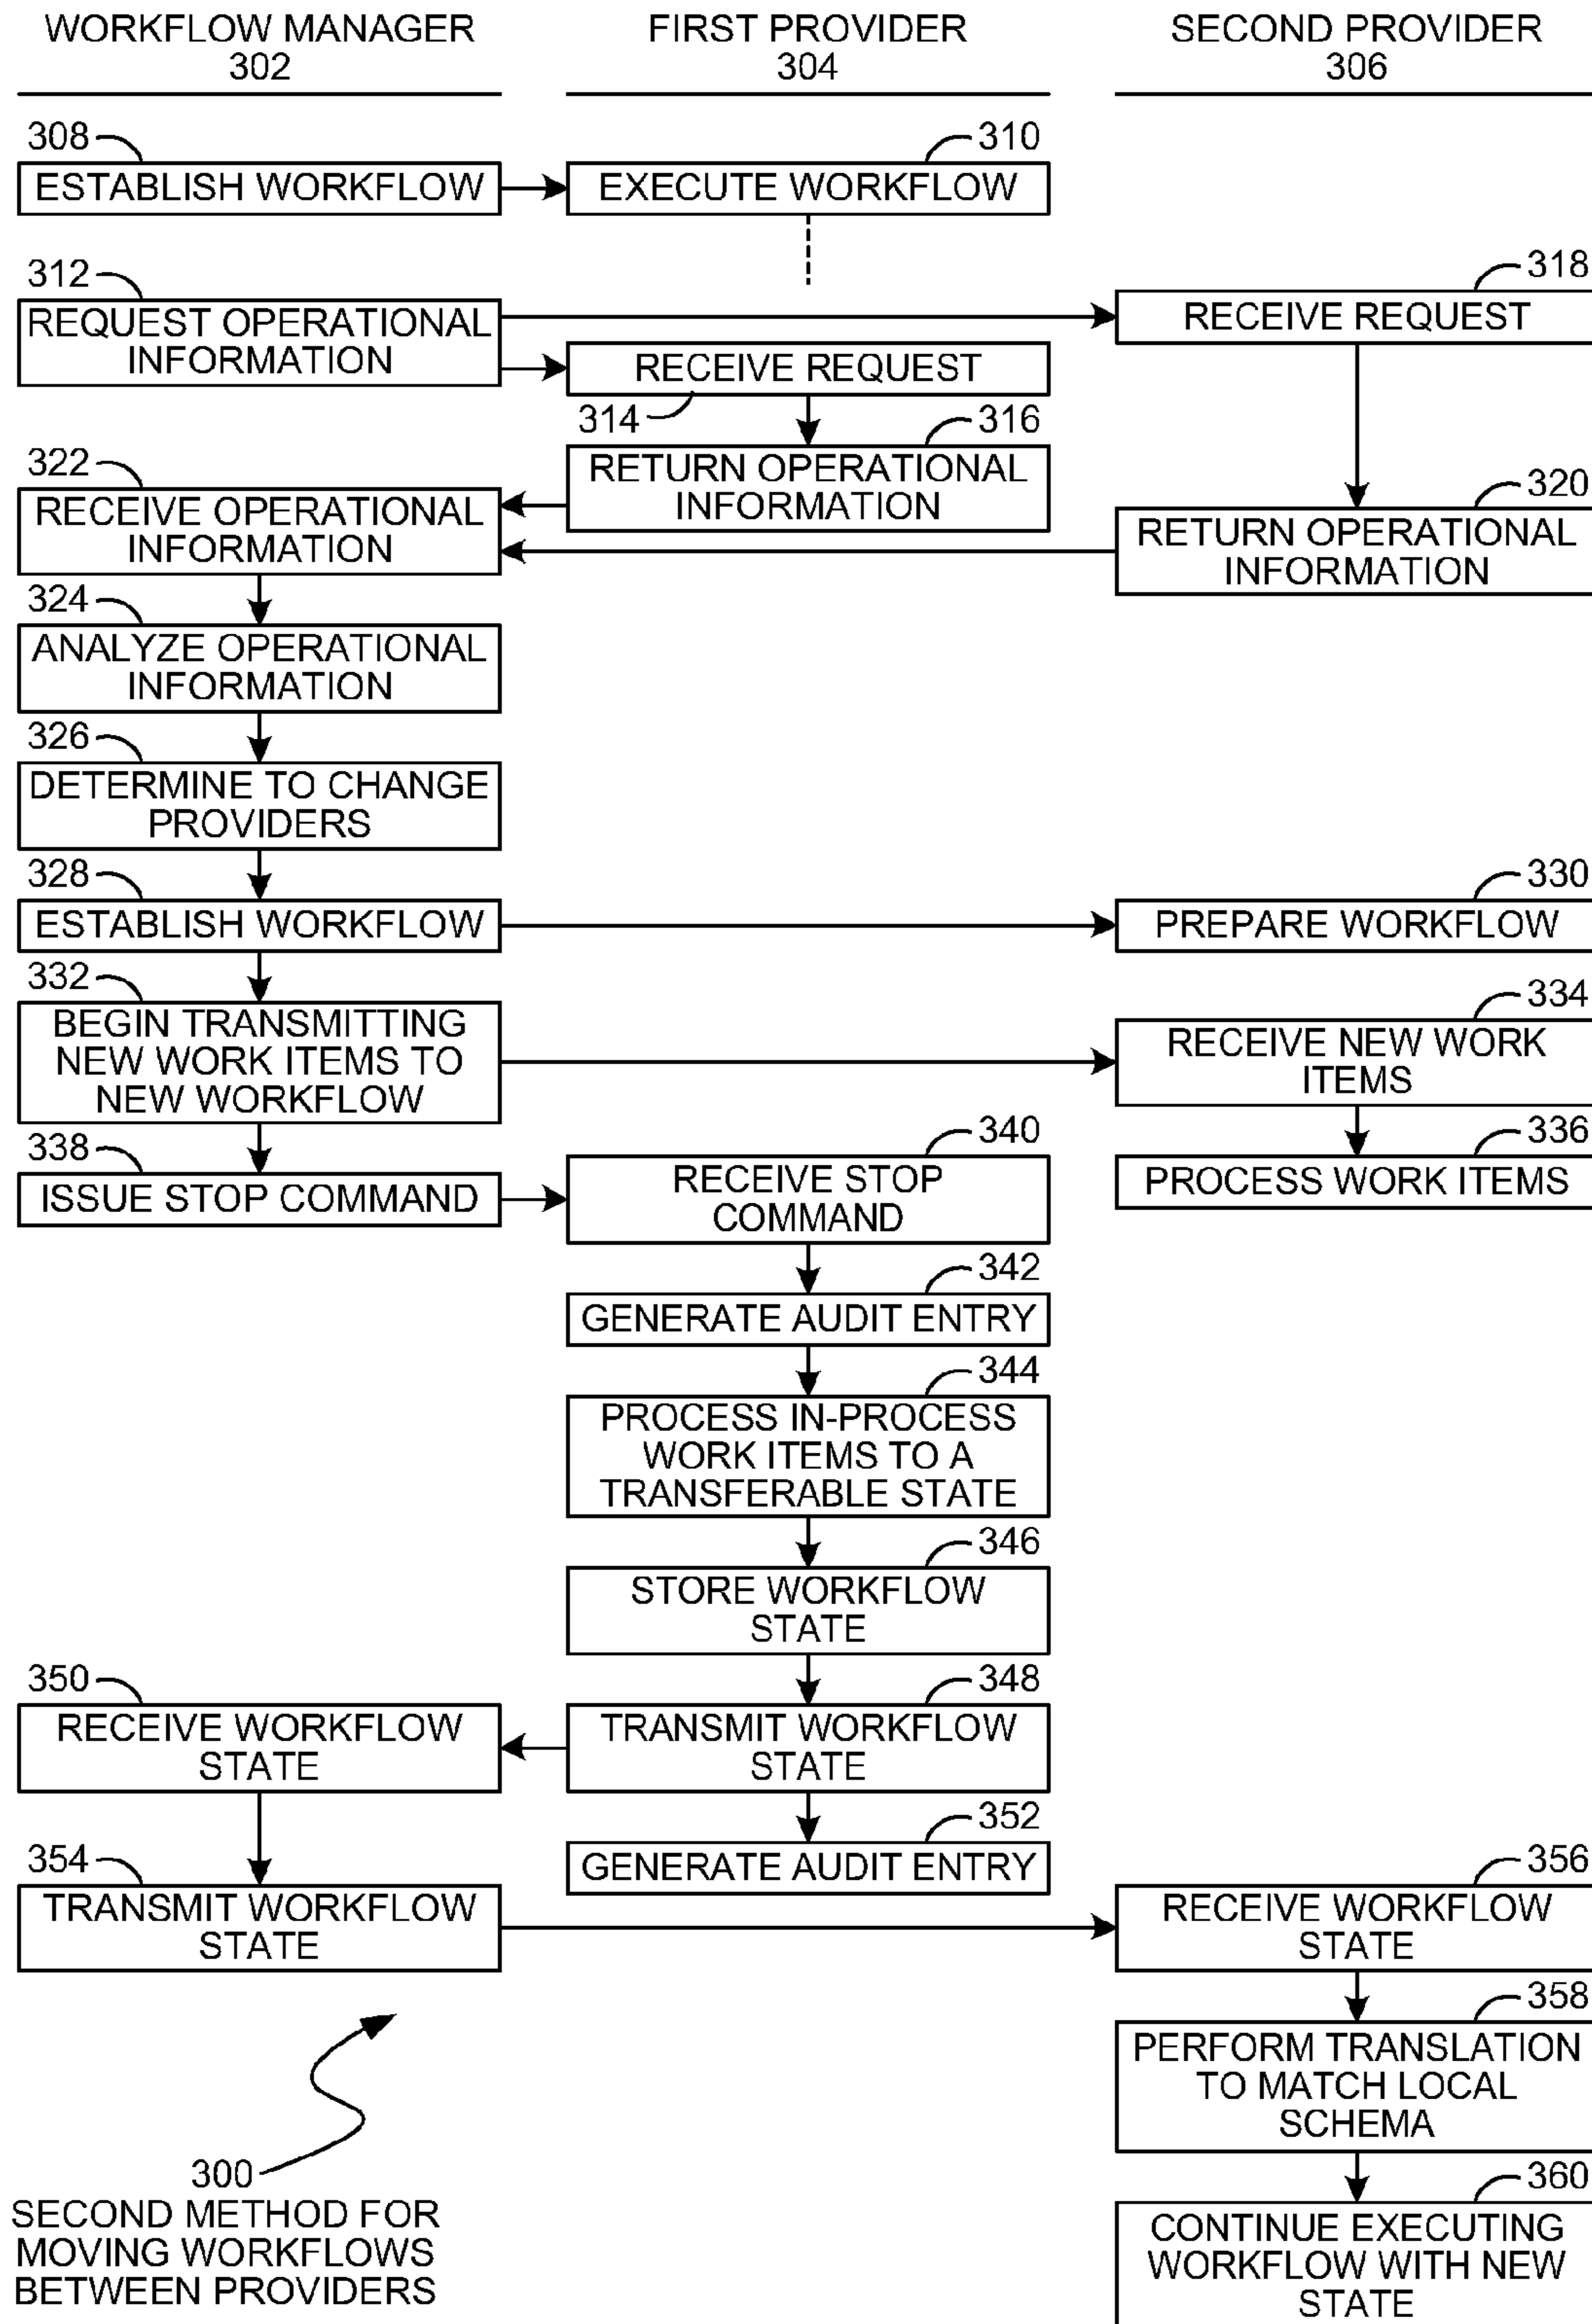 WORKFLOW MANAGER
302
FIRST PROVIDER
304
SECOND PROVIDER
306
308
ESTABLISH WORKFLOW
310
EXECUTE WORKFLOW
312
REQUEST OPERATIONAL
INFORMATION
318
RECEIVE REQUEST
RECEIVE REQUEST
314
316
RETURN OPERATIONAL
INFORMATION
320
RETURN OPERATIONAL
INFORMATION
322
RECEIVE OPERATIONAL
INFORMATION
324
ANALYZE OPERATIONAL
INFORMATION
326
DETERMINE TO CHANGE
PROVIDERS
328
ESTABLISH WORKFLOW
330
PREPARE WORKFLOW
332
BEGIN TRANSMITTING
NEW WORK ITEMS TO
NEW WORKFLOW
334
RECEIVE NEW WORK
ITEMS
336
PROCESS WORK ITEMS
338
ISSUE STOP COMMAND
340
RECEIVE STOP
COMMAND
342
GENERATE AUDIT ENTRY
344
PROCESS IN-PROCESS
WORK ITEMS TO A
TRANSFERABLE STATE
346
STORE WORKFLOW
STATE
348
TRANSMIT WORKFLOW
STATE
350
RECEIVE WORKFLOW
STATE
352
GENERATE AUDIT ENTRY
354
TRANSMIT WORKFLOW
STATE
356
RECEIVE WORKFLOW
STATE
358
PERFORM TRANSLATION
TO MATCH LOCAL
SCHEMA
360
CONTINUE EXECUTING
WORKFLOW WITH NEW
STATE
300
SECOND METHOD FOR
MOVING WORKFLOWS
BETWEEN PROVIDERS